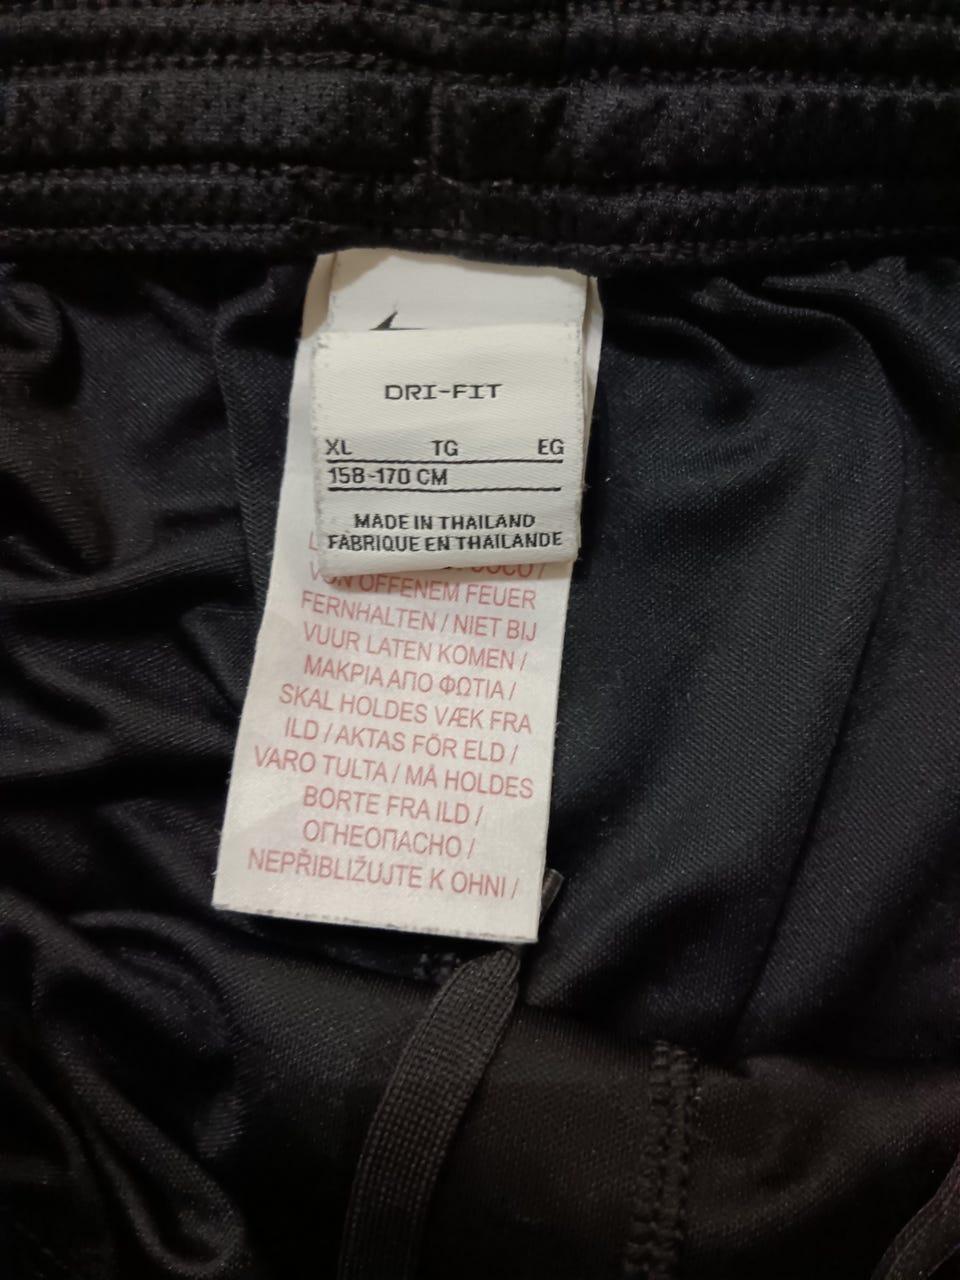 DRI-FIT
XL TG EG
158-170 CM
MADE IN THAILAND
FABRIQUE EN THAILANDE
VON OFFENEM FEUER
FERNHALTEN / NIET BIJ
VUUR LATEN KOMEN /
ΜΑΚΡΙΑ ΑΠΟ ΦΩΤΙΑ /
SKAL HOLDES VÆK FRA
ILD / AKTAS FÖR ELD /
VARO TULTA / MÅ HOLDES
BORTE FRA ILD /
ОГНЕОПАСНО /
NEPŘIBLIŽUJTE K OHNI /